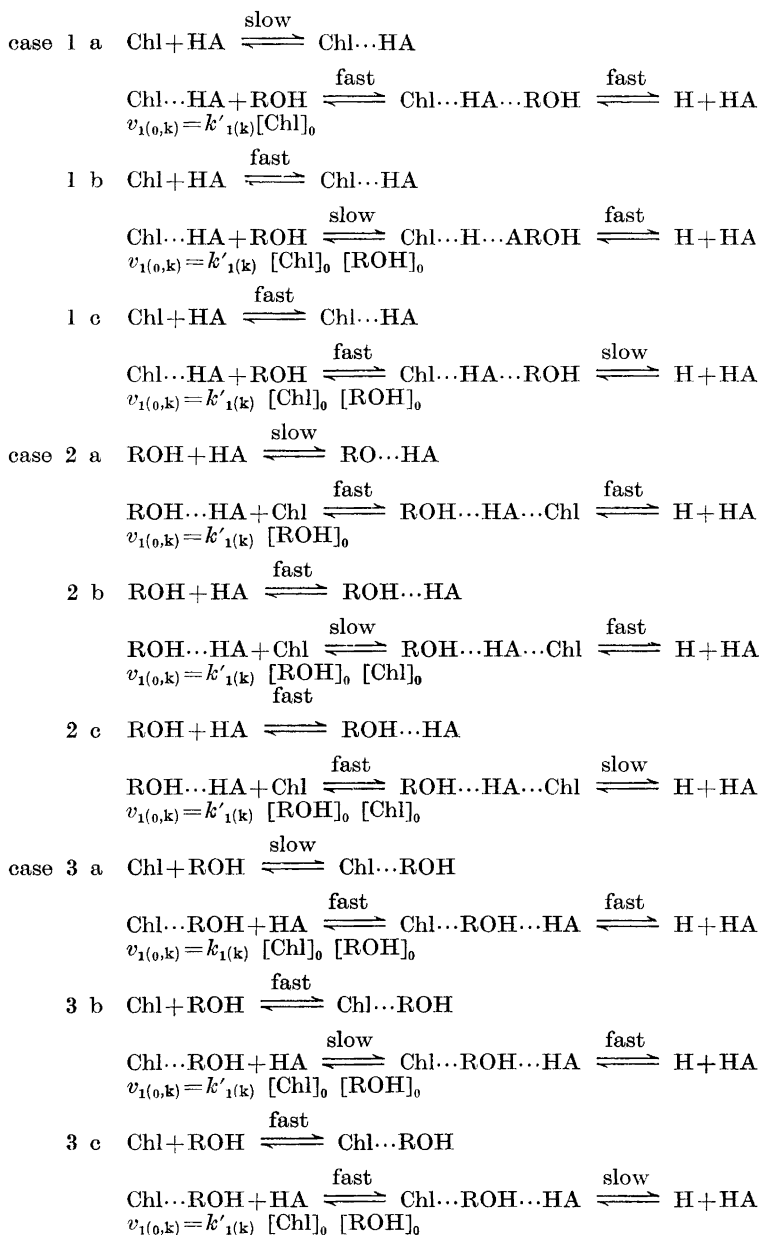 slow
case 1 a Chl+HA ⇌ Chl···HA
fast fast
Chl···HA+ROH ⇌ Chl···HA···ROH ⇌ H+HA
v₁₍₀,ₖ₎=k′₁₍ₖ₎[Chl]₀
fast
1 b Chl+HA ⇌ Chl···HA
slow fast
Chl···HA+ROH ⇌ Chl···H···AROH ⇌ H+HA
v₁₍₀,ₖ₎=k′₁₍ₖ₎ [Chl]₀ [ROH]₀
fast
1 c Chl+HA ⇌ Chl···HA
fast slow
Chl···HA+ROH ⇌ Chl···HA···ROH ⇌ H+HA
v₁₍₀,ₖ₎=k′₁₍ₖ₎ [Chl]₀ [ROH]₀
slow
case 2 a ROH+HA ⇌ RO···HA
fast fast
ROH···HA+Chl ⇌ ROH···HA···Chl ⇌ H+HA
v₁₍₀,ₖ₎=k′₁₍ₖ₎ [ROH]₀
fast
2 b ROH+HA ⇌ ROH···HA
slow fast
ROH···HA+Chl ⇌ ROH···HA···Chl ⇌ H+HA
v₁₍₀,ₖ₎=k′₁₍ₖ₎ [ROH]₀ [Chl]₀
fast
2 c ROH+HA ⇌ ROH···HA
fast slow
ROH···HA+Chl ⇌ ROH···HA···Chl ⇌ H+HA
v₁₍₀,ₖ₎=k′₁₍ₖ₎ [ROH]₀ [Chl]₀
slow
case 3 a Chl+ROH ⇌ Chl···ROH
fast fast
Chl···ROH+HA ⇌ Chl···ROH···HA ⇌ H+HA
v₁₍₀,ₖ₎=k₁₍ₖ₎ [Chl]₀ [ROH]₀
fast
3 b Chl+ROH ⇌ Chl···ROH
slow fast
Chl···ROH+HA ⇌ Chl···ROH···HA ⇌ H+HA
v₁₍₀,ₖ₎=k′₁₍ₖ₎ [Chl]₀ [ROH]₀
fast
3 c Chl+ROH ⇌ Chl···ROH
fast slow
Chl···ROH+HA ⇌ Chl···ROH···HA ⇌ H+HA
v₁₍₀,ₖ₎=k′₁₍ₖ₎ [Chl]₀ [ROH]₀